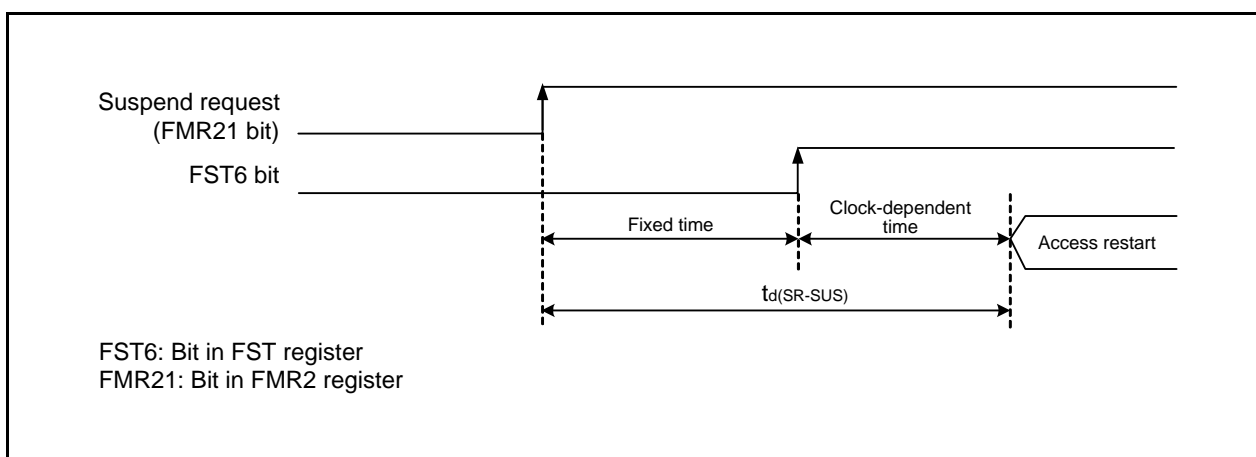 Suspend request
(FMR21 bit)
FST6 bit
Fixed time
Clock-dependent
time
Access restart
td(SR-SUS)
FST6: Bit in FST register
FMR21: Bit in FMR2 register